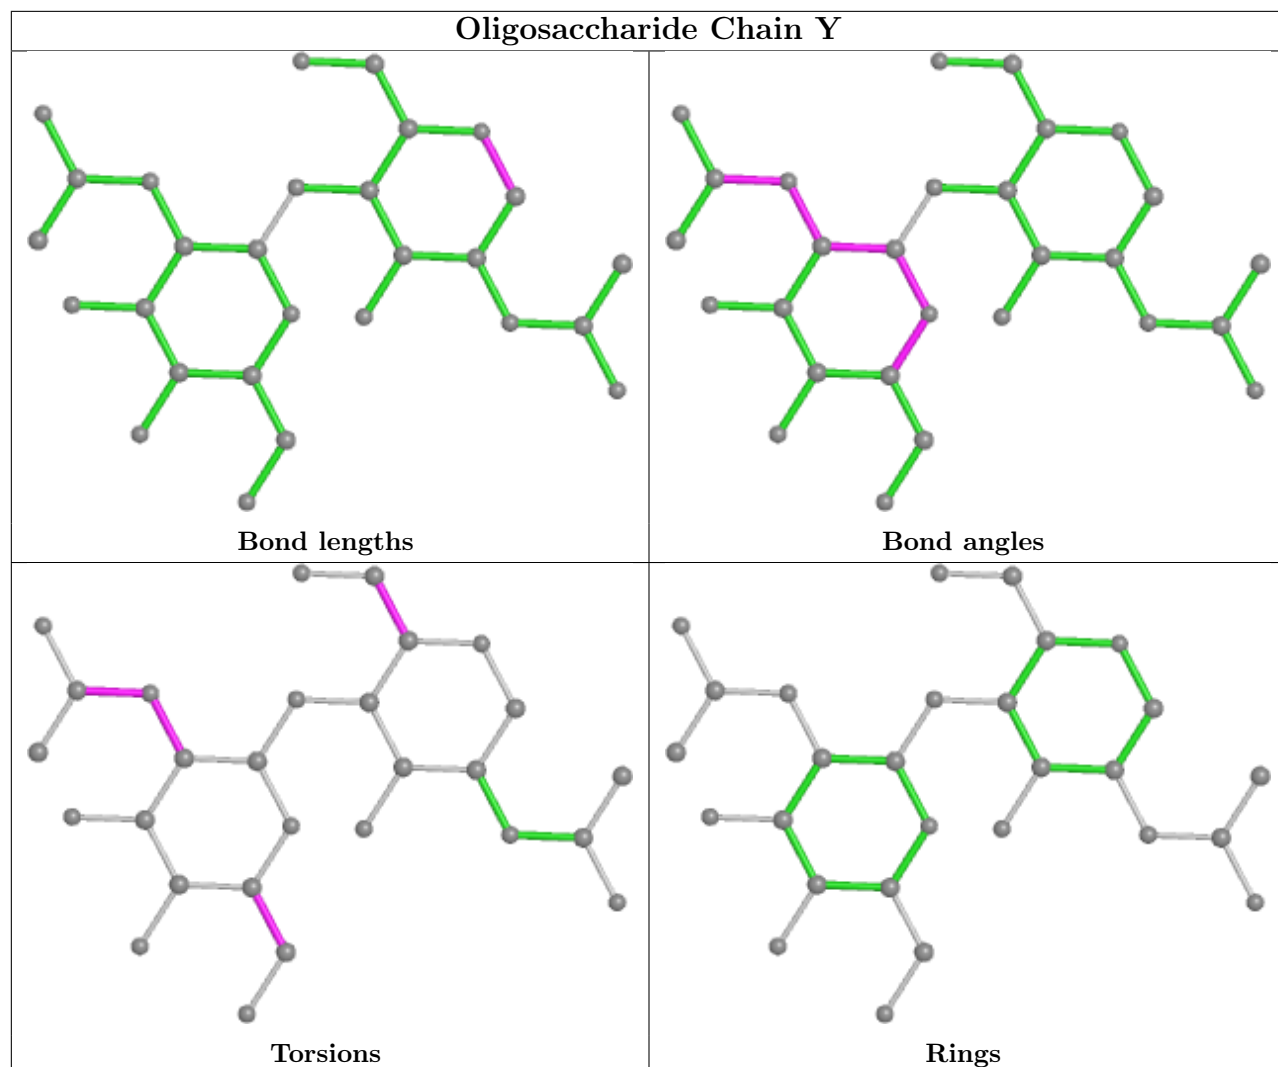 Oligosaccharide Chain Y
Bond lengths
Bond angles
Torsions
Rings